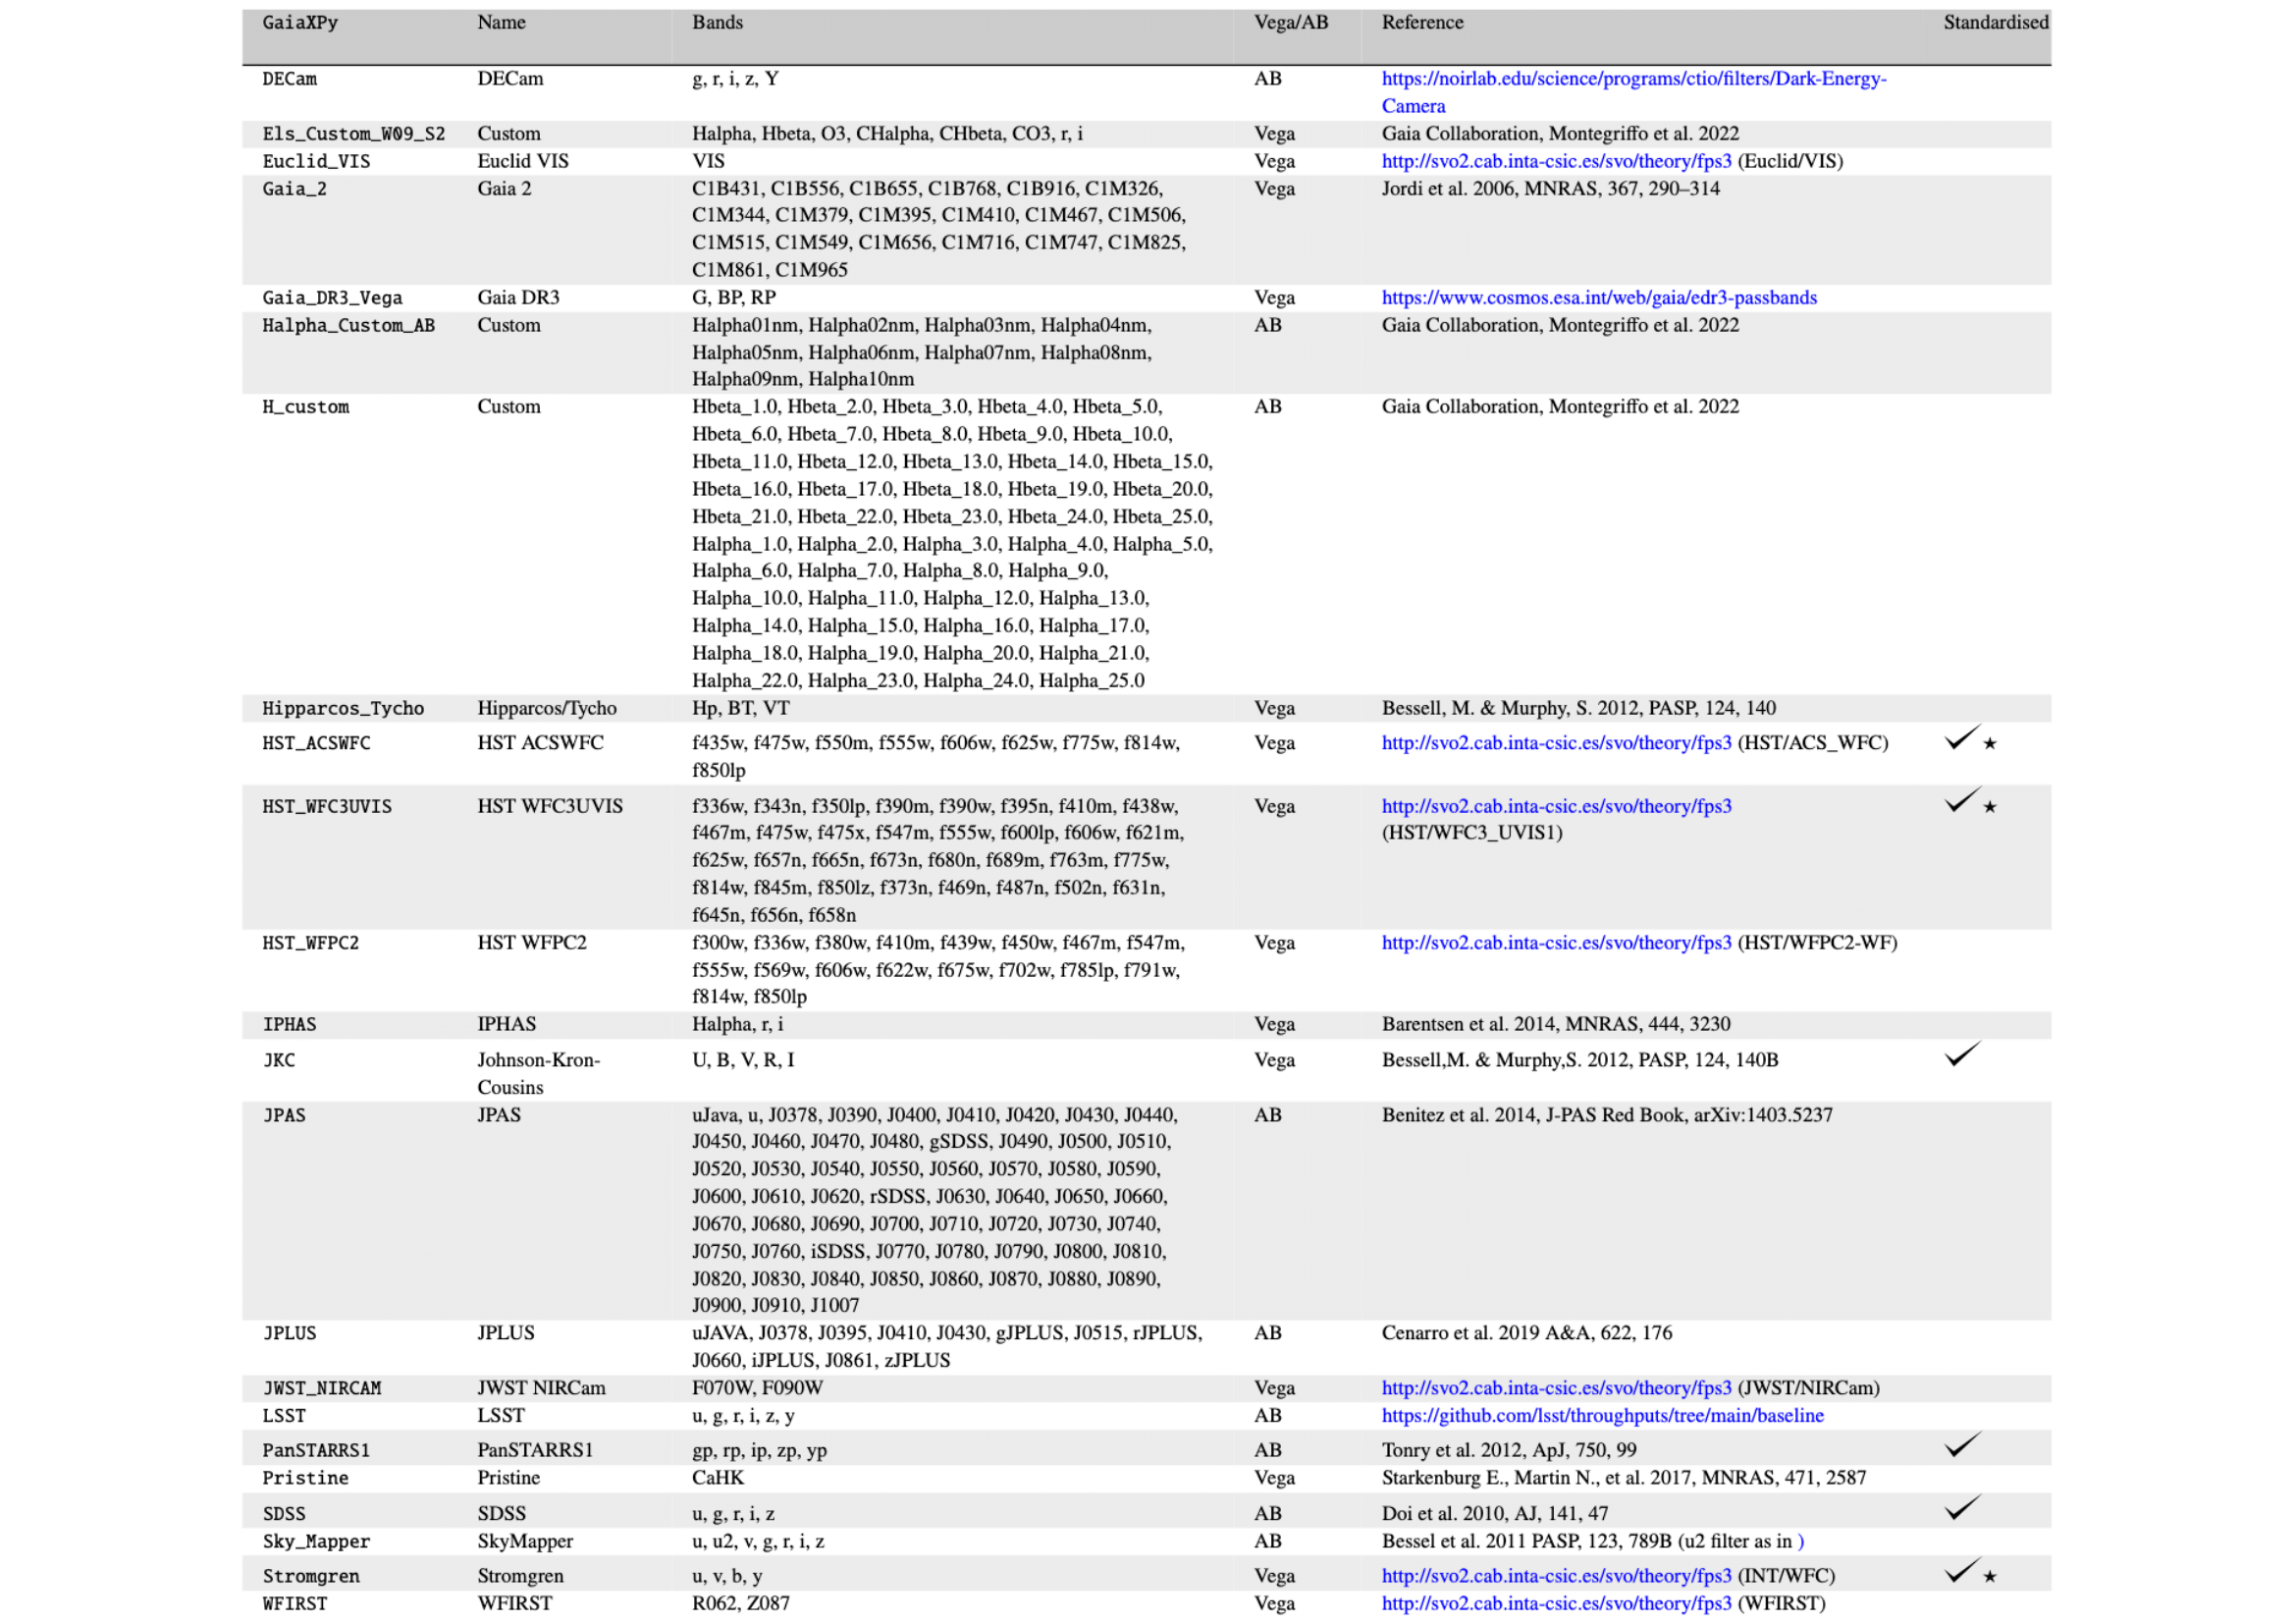 GaiaXPy Name Bands Vega/AB Reference Standardised
DECam DECam g, r, i, z, Y AB https://noirlab.edu/science/programs/ctio/filters/Dark-Energy-
Camera
Els_Custom_W09_S2 Custom Halpha, Hbeta, O3, CHalpha, CHbeta, CO3, r, i Vega Gaia Collaboration, Montegriffo et al. 2022
Euclid_VIS Euclid VIS VIS Vega http://svo2.cab.inta-csic.es/svo/theory/fps3 (Euclid/VIS)
Gaia_2 Gaia 2 C1B431, C1B556, C1B655, C1B768, C1B916, C1M326, Vega Jordi et al. 2006, MNRAS, 367, 290–314
C1M344, C1M379, C1M395, C1M410, C1M467, C1M506,
C1M515, C1M549, C1M656, C1M716, C1M747, C1M825,
C1M861, C1M965
Gaia_DR3_Vega Gaia DR3 G, BP, RP Vega https://www.cosmos.esa.int/web/gaia/edr3-passbands
Halpha_Custom_AB Custom Halpha01nm, Halpha02nm, Halpha03nm, Halpha04nm, AB Gaia Collaboration, Montegriffo et al. 2022
Halpha05nm, Halpha06nm, Halpha07nm, Halpha08nm,
Halpha09nm, Halpha10nm
H_custom Custom Hbeta_1.0, Hbeta_2.0, Hbeta_3.0, Hbeta_4.0, Hbeta_5.0, AB Gaia Collaboration, Montegriffo et al. 2022
Hbeta_6.0, Hbeta_7.0, Hbeta_8.0, Hbeta_9.0, Hbeta_10.0,
Hbeta_11.0, Hbeta_12.0, Hbeta_13.0, Hbeta_14.0, Hbeta_15.0,
Hbeta_16.0, Hbeta_17.0, Hbeta_18.0, Hbeta_19.0, Hbeta_20.0,
Hbeta_21.0, Hbeta_22.0, Hbeta_23.0, Hbeta_24.0, Hbeta_25.0,
Halpha_1.0, Halpha_2.0, Halpha_3.0, Halpha_4.0, Halpha_5.0,
Halpha_6.0, Halpha_7.0, Halpha_8.0, Halpha_9.0,
Halpha_10.0, Halpha_11.0, Halpha_12.0, Halpha_13.0,
Halpha_14.0, Halpha_15.0, Halpha_16.0, Halpha_17.0,
Halpha_18.0, Halpha_19.0, Halpha_20.0, Halpha_21.0,
Halpha_22.0, Halpha_23.0, Halpha_24.0, Halpha_25.0
Hipparcos_Tycho Hipparcos/Tycho Hp, BT, VT Vega Bessell, M. & Murphy, S. 2012, PASP, 124, 140
HST_ACSWFC HST ACSWFC f435w, f475w, f550m, f555w, f606w, f625w, f775w, f814w, Vega http://svo2.cab.inta-csic.es/svo/theory/fps3 (HST/ACS_WFC) ✓ ★
f850lp
HST_WFC3UVIS HST WFC3UVIS f336w, f343n, f350lp, f390m, f390w, f395n, f410m, f438w, Vega http://svo2.cab.inta-csic.es/svo/theory/fps3 ✓ ★
f467m, f475w, f475x, f547m, f555w, f600lp, f606w, f621m, (HST/WFC3_UVIS1)
f625w, f657n, f665n, f673n, f680n, f689m, f763m, f775w,
f814w, f845m, f850lz, f373n, f469n, f487n, f502n, f631n,
f645n, f656n, f658n
HST_WFPC2 HST WFPC2 f300w, f336w, f380w, f410m, f439w, f450w, f467m, f547m, Vega http://svo2.cab.inta-csic.es/svo/theory/fps3 (HST/WFPC2-WF)
f555w, f569w, f606w, f622w, f675w, f702w, f785lp, f791w,
f814w, f850lp
IPHAS IPHAS Halpha, r, i Vega Barentsen et al. 2014, MNRAS, 444, 3230
JKC Johnson-Kron- U, B, V, R, I Vega Bessell,M. & Murphy,S. 2012, PASP, 124, 140B ✓
Cousins
JPAS JPAS uJava, u, J0378, J0390, J0400, J0410, J0420, J0430, J0440, AB Benitez et al. 2014, J-PAS Red Book, arXiv:1403.5237
J0450, J0460, J0470, J0480, gSDSS, J0490, J0500, J0510,
J0520, J0530, J0540, J0550, J0560, J0570, J0580, J0590,
J0600, J0610, J0620, rSDSS, J0630, J0640, J0650, J0660,
J0670, J0680, J0690, J0700, J0710, J0720, J0730, J0740,
J0750, J0760, iSDSS, J0770, J0780, J0790, J0800, J0810,
J0820, J0830, J0840, J0850, J0860, J0870, J0880, J0890,
J0900, J0910, J1007
JPLUS JPLUS uJAVA, J0378, J0395, J0410, J0430, gJPLUS, J0515, rJPLUS, AB Cenarro et al. 2019 A&A, 622, 176
J0660, iJPLUS, J0861, zJPLUS
JWST_NIRCAM JWST NIRCam F070W, F090W Vega http://svo2.cab.inta-csic.es/svo/theory/fps3 (JWST/NIRCam)
LSST LSST u, g, r, i, z, y AB https://github.com/lsst/throughputs/tree/main/baseline
PanSTARRS1 PanSTARRS1 gp, rp, ip, zp, yp AB Tonry et al. 2012, ApJ, 750, 99 ✓
Pristine Pristine CaHK Vega Starkenburg E., Martin N., et al. 2017, MNRAS, 471, 2587
SDSS SDSS u, g, r, i, z AB Doi et al. 2010, AJ, 141, 47 ✓
Sky_Mapper SkyMapper u, u2, v, g, r, i, z AB Bessel et al. 2011 PASP, 123, 789B (u2 filter as in )
Stromgren Stromgren u, v, b, y Vega http://svo2.cab.inta-csic.es/svo/theory/fps3 (INT/WFC) ✓ ★
WFIRST WFIRST R062, Z087 Vega http://svo2.cab.inta-csic.es/svo/theory/fps3 (WFIRST)